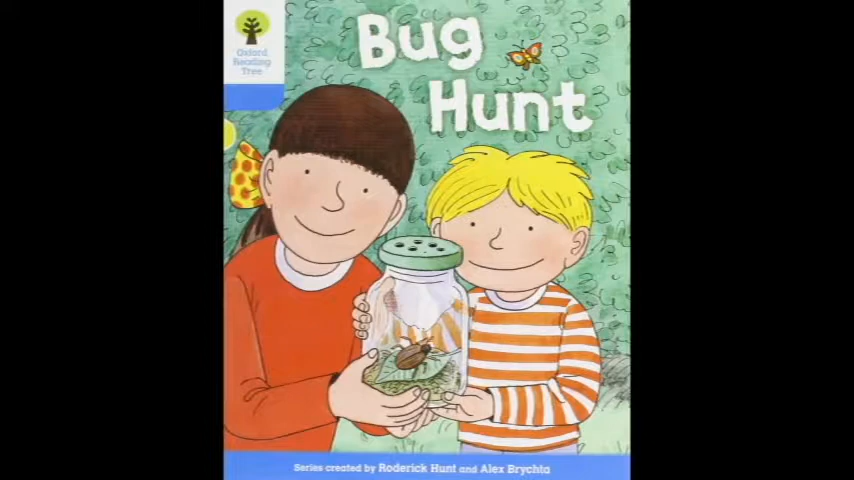 Oxford
Reading
Tree
Bug
Hunt
Series created by Roderick Hunt and Alex Brychta